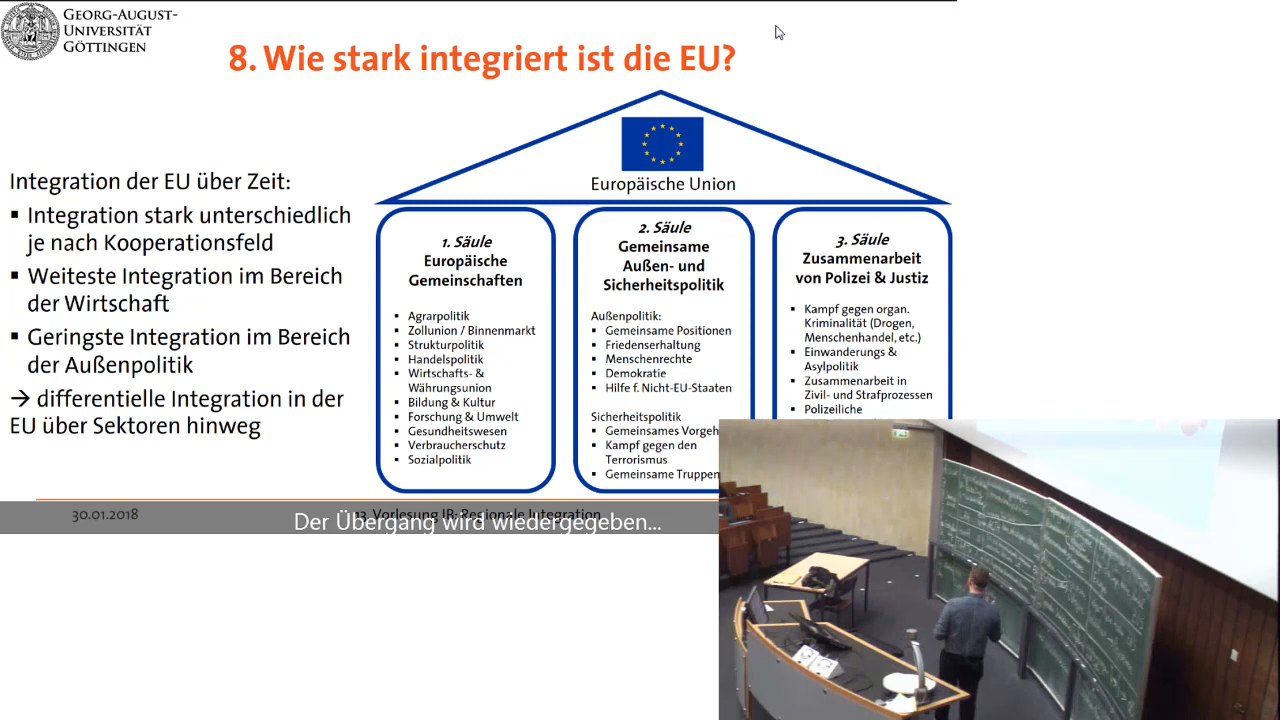 GEORG-AUGUST-
UNIVERSITÄT
GÖTTINGEN
8. Wie stark integriert ist die EU?
Integration der EU über Zeit:
▪ Integration stark unterschiedlich
je nach Kooperationsfeld
▪ Weiteste Integration im Bereich
der Wirtschaft
▪ Geringste Integration im Bereich
der Außenpolitik
→ differentielle Integration in der
EU über Sektoren hinweg
Europäische Union
1. Säule
Europäische
Gemeinschaften
▪ Agrarpolitik
▪ Zollunion / Binnenmarkt
▪ Strukturpolitik
▪ Handelspolitik
▪ Wirtschafts- &
Währungsunion
▪ Bildung & Kultur
▪ Forschung & Umwelt
▪ Gesundheitswesen
▪ Verbraucherschutz
▪ Sozialpolitik
2. Säule
Gemeinsame
Außen- und
Sicherheitspolitik
Außenpolitik:
▪ Gemeinsame Positionen
▪ Friedenserhaltung
▪ Menschenrechte
▪ Demokratie
▪ Hilfe f. Nicht-EU-Staaten
Sicherheitspolitik
▪ Gemeinsames Vorgeh
▪ Kampf gegen den
Terrorismus
▪ Gemeinsame Truppen
3. Säule
Zusammenarbeit
von Polizei & Justiz
▪ Kampf gegen organ.
Kriminalität (Drogen,
Menschenhandel, etc.)
▪ Einwanderungs &
Asylpolitik
▪ Zusammenarbeit in
Zivil- und Strafprozessen
▪ Polizeiliche
30.01.2018
13. Vorlesung IB: Regionale Integration
Der Übergang wird wiedergegeben...